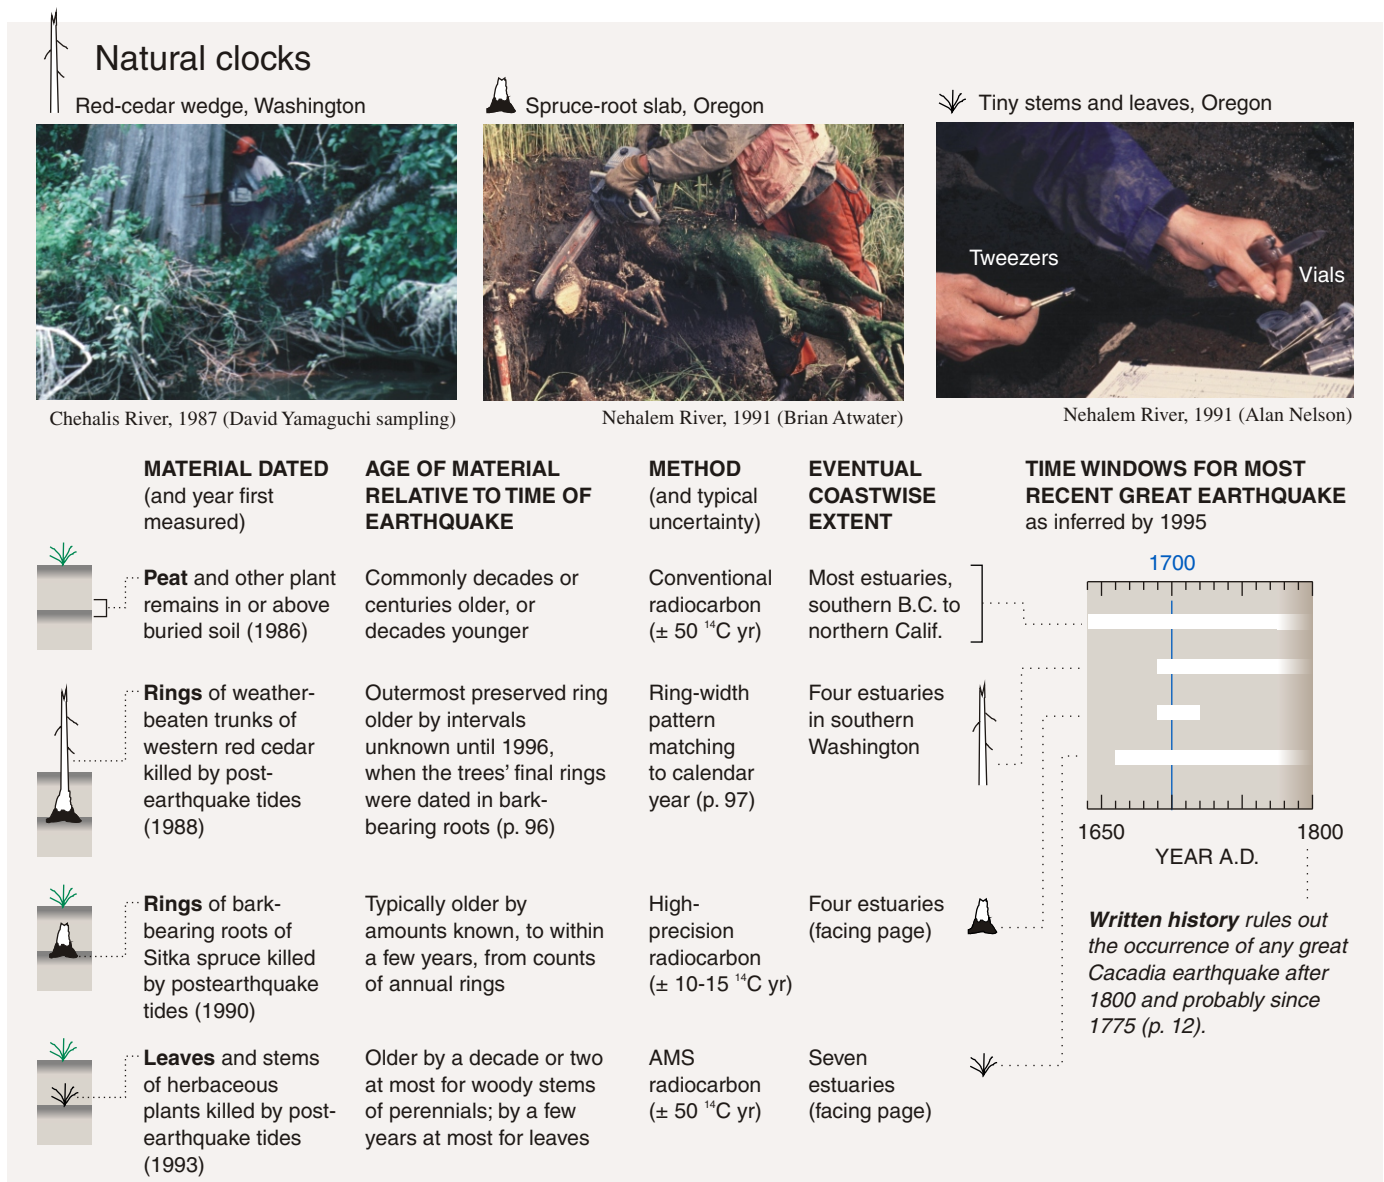 Natural clocks
Red-cedar wedge, Washington
Spruce-root slab, Oregon
Tiny stems and leaves, Oregon
Tweezers
Vials
Chehalis River, 1987 (David Yamaguchi sampling)
Nehalem River, 1991 (Brian Atwater)
Nehalem River, 1991 (Alan Nelson)
MATERIAL DATED
(and year first
measured)
AGE OF MATERIAL
RELATIVE TO TIME OF
EARTHQUAKE
METHOD
(and typical
uncertainty)
EVENTUAL
COASTWISE
EXTENT
TIME WINDOWS FOR MOST
RECENT GREAT EARTHQUAKE
as inferred by 1995
Peat and other plant
remains in or above
buried soil (1986)
Commonly decades or
centuries older, or
decades younger
Conventional
radiocarbon
(± 50 ¹⁴C yr)
Most estuaries,
southern B.C. to
northern Calif.
Rings of weather-
beaten trunks of
western red cedar
killed by post-
earthquake tides
(1988)
Outermost preserved ring
older by intervals
unknown until 1996,
when the trees' final rings
were dated in bark-
bearing roots (p. 96)
Ring-width
pattern
matching
to calendar
year (p. 97)
Four estuaries
in southern
Washington
Rings of bark-
bearing roots of
Sitka spruce killed
by postearthquake
tides (1990)
Typically older by
amounts known, to within
a few years, from counts
of annual rings
High-
precision
radiocarbon
(± 10-15 ¹⁴C yr)
Four estuaries
(facing page)
Leaves and stems
of herbaceous
plants killed by post-
earthquake tides
(1993)
Older by a decade or two
at most for woody stems
of perennials; by a few
years at most for leaves
AMS
radiocarbon
(± 50 ¹⁴C yr)
Seven
estuaries
(facing page)
1700
1650
1800
YEAR A.D.
Written history rules out
the occurrence of any great
Cacadia earthquake after
1800 and probably since
1775 (p. 12).